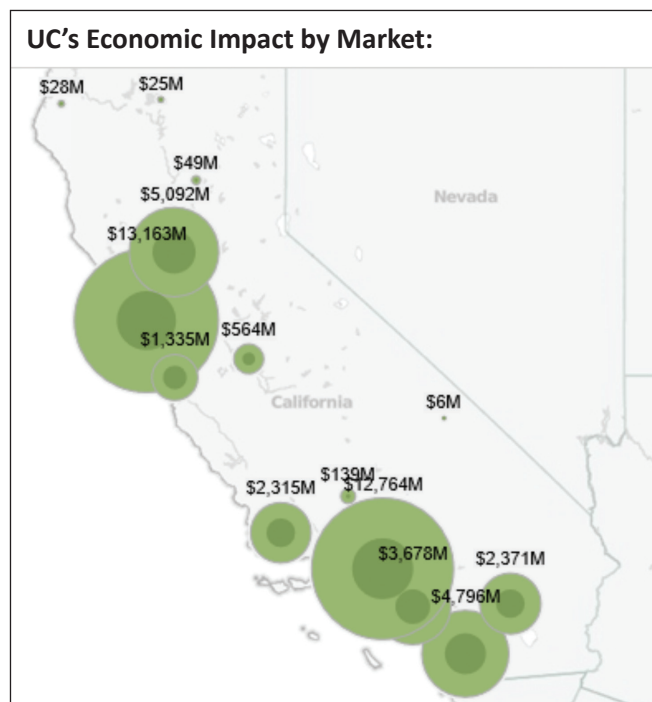 UC’s Economic Impact by Market:
$28M
$25M
$49M
$5,092M
Nevada
$13,163M
$1,335M
$564M
California
$6M
$139M
$2,315M
$12,764M
$3,678M
$2,371M
$4,796M